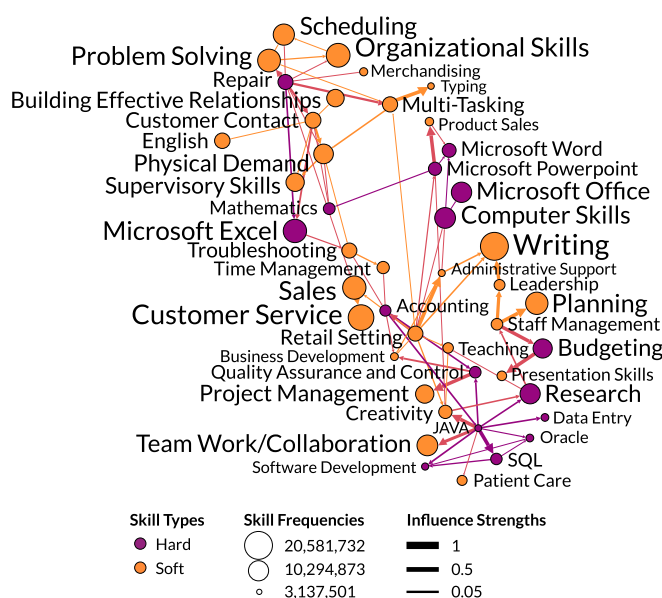 Scheduling
Organizational Skills
Problem Solving
Merchandising
Repair
Typing
Building Effective Relationships
Multi-Tasking
Customer Contact
Product Sales
English
Microsoft Word
Physical Demand
Microsoft Powerpoint
Supervisory Skills
Microsoft Office
Mathematics
Computer Skills
Microsoft Excel
Writing
Troubleshooting
Time Management
Administrative Support
Leadership
Sales
Planning
Accounting
Customer Service
Staff Management
Retail Setting
Teaching
Budgeting
Business Development
Quality Assurance and Control
Presentation Skills
Project Management
Research
Creativity
Data Entry
JAVA
Oracle
Team Work/Collaboration
SQL
Software Development
Patient Care
Skill Types
Hard
Soft
Skill Frequencies
20,581,732
10,294,873
3,137,501
Influence Strengths
1
0.5
0.05